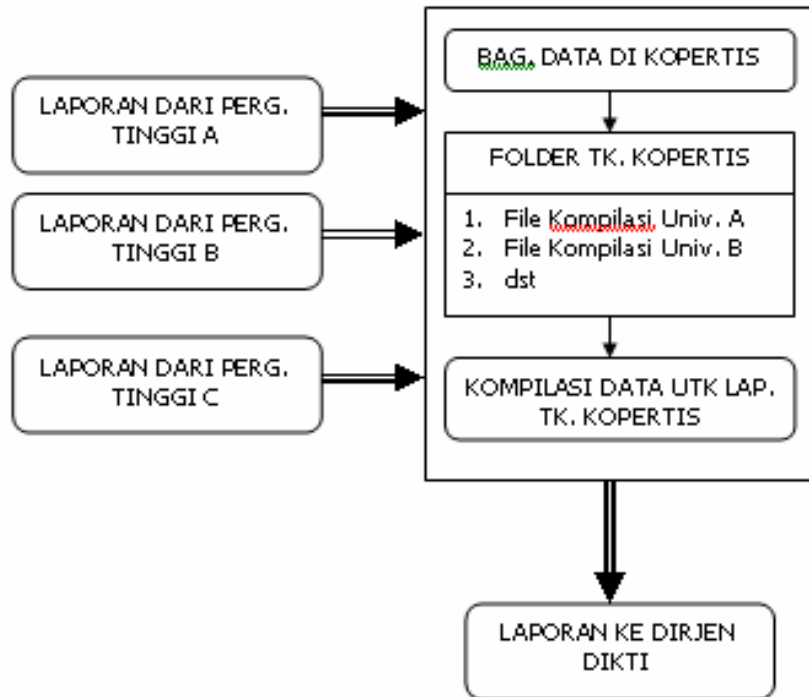 LAPORAN DARI PERG.
TINGGI A
LAPORAN DARI PERG.
TINGGI B
LAPORAN DARI PERG.
TINGGI C
BAG. DATA DI KOPERTIS
FOLDER TK. KOPERTIS
1. File Kompilasi Univ. A
2. File Kompilasi Univ. B
3. dst
KOMPILASI DATA UTK LAP.
TK. KOPERTIS
LAPORAN KE DIRJEN
DIKTI